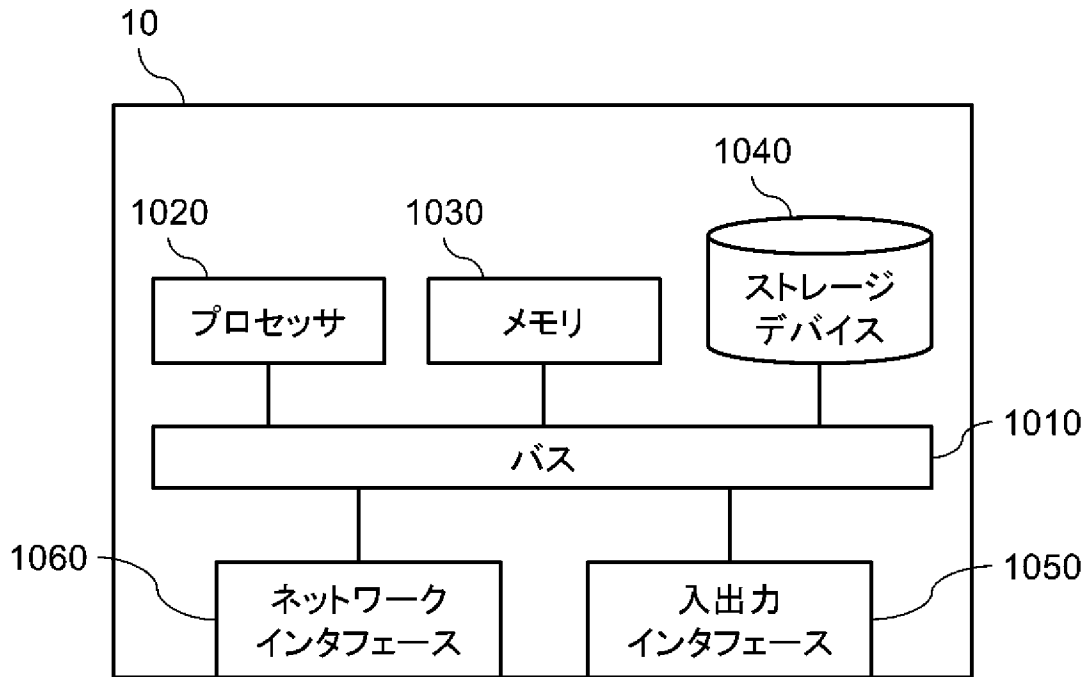 10
1040
1020
1030
ストレージ
デバイス
プロセッサ
メモリ
1010
バス
1060
1050
ネットワーク
インタフェース
入出力
インタフェース